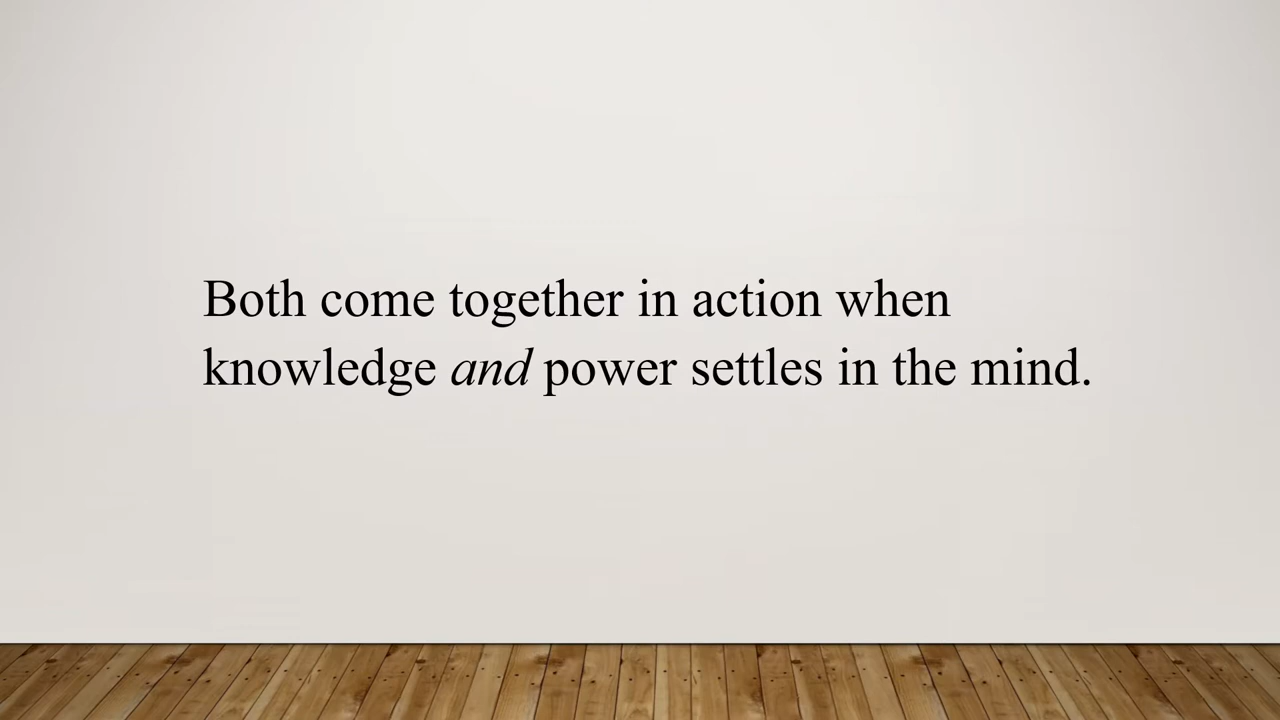 Both come together in action when
knowledge and power settles in the mind.